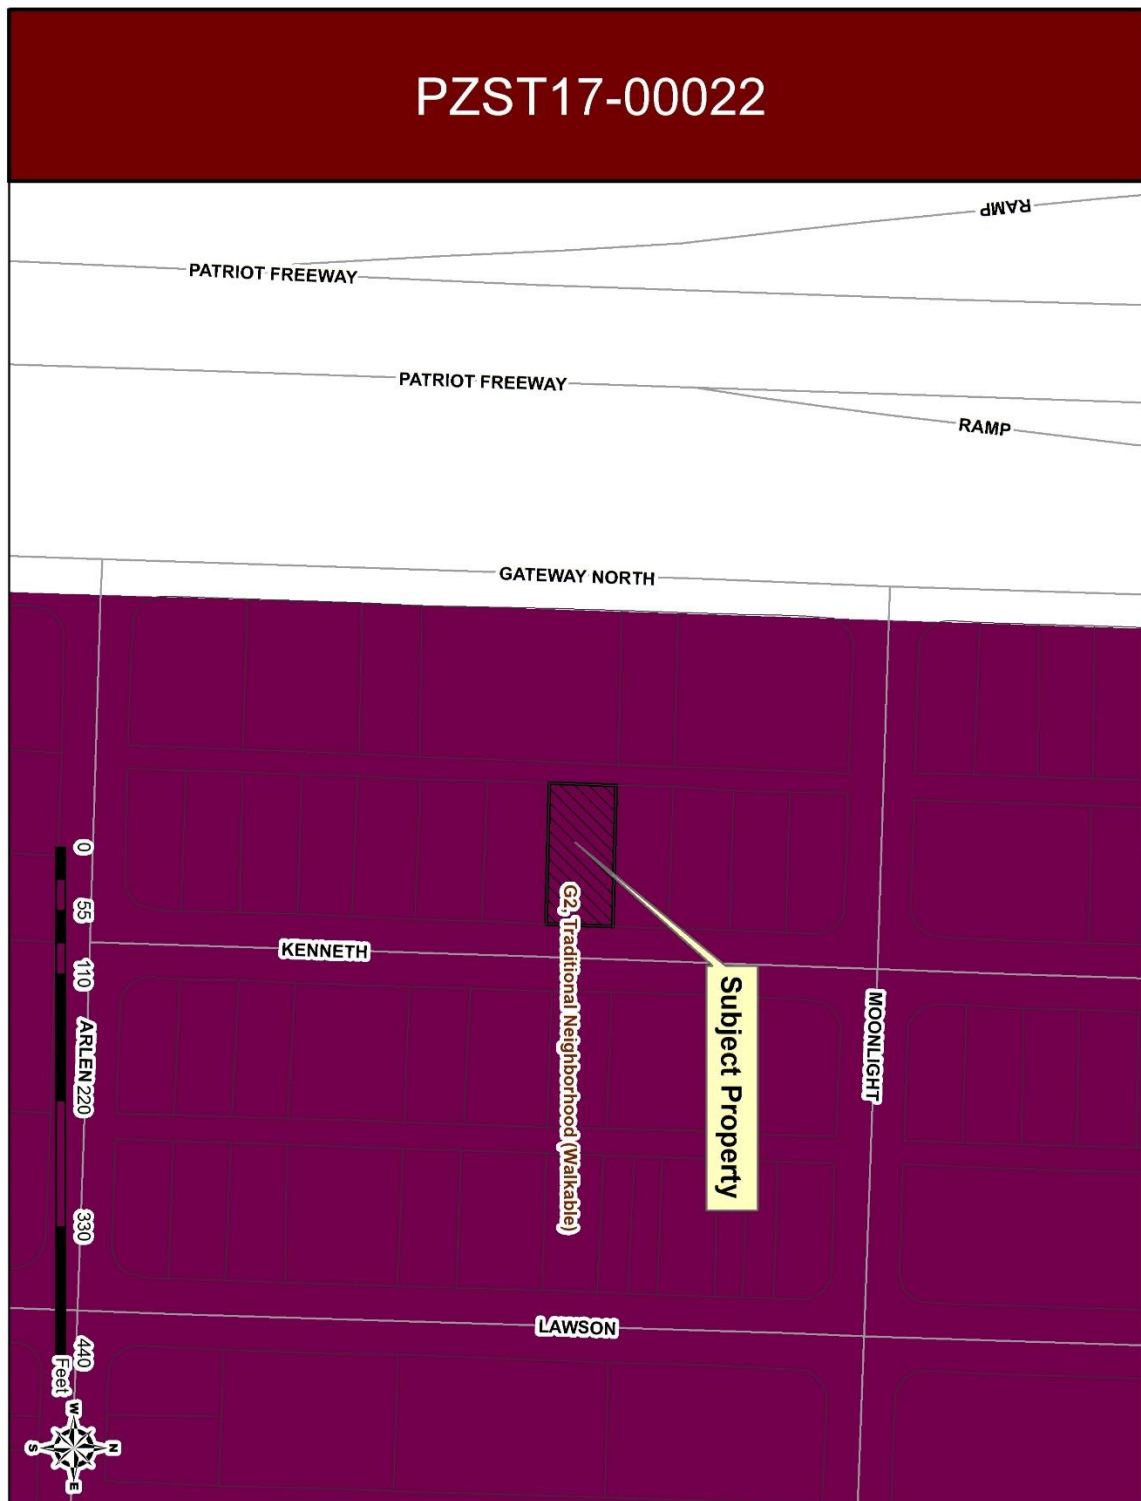 PZST17-00022
RAMP
PATRIOT FREEWAY
PATRIOT FREEWAY
RAMP
GATEWAY NORTH
G2, Traditional Neighborhood (Walkable)
KENNETH
Subject Property
MOONLIGHT
ARLEN
LAWSON
0 55 110 220 330 440
Feet
W
N
S
E